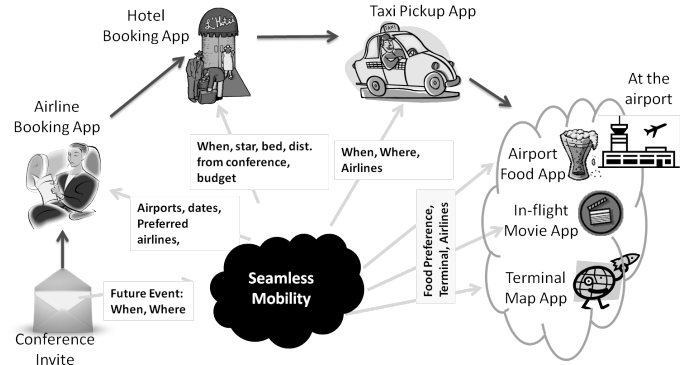 Hotel
Booking App
L'Hotel
Taxi Pickup App
TAXI
At the
airport
Airline
Booking App
When, star, bed, dist.
from conference,
budget
When, Where,
Airlines
Airport
Food App
Airports, dates,
Preferred
airlines,
Food Preference,
Terminal, Airlines
In-flight
Movie App
Seamless
Mobility
Future Event:
When, Where
Terminal
Map App
Conference
Invite